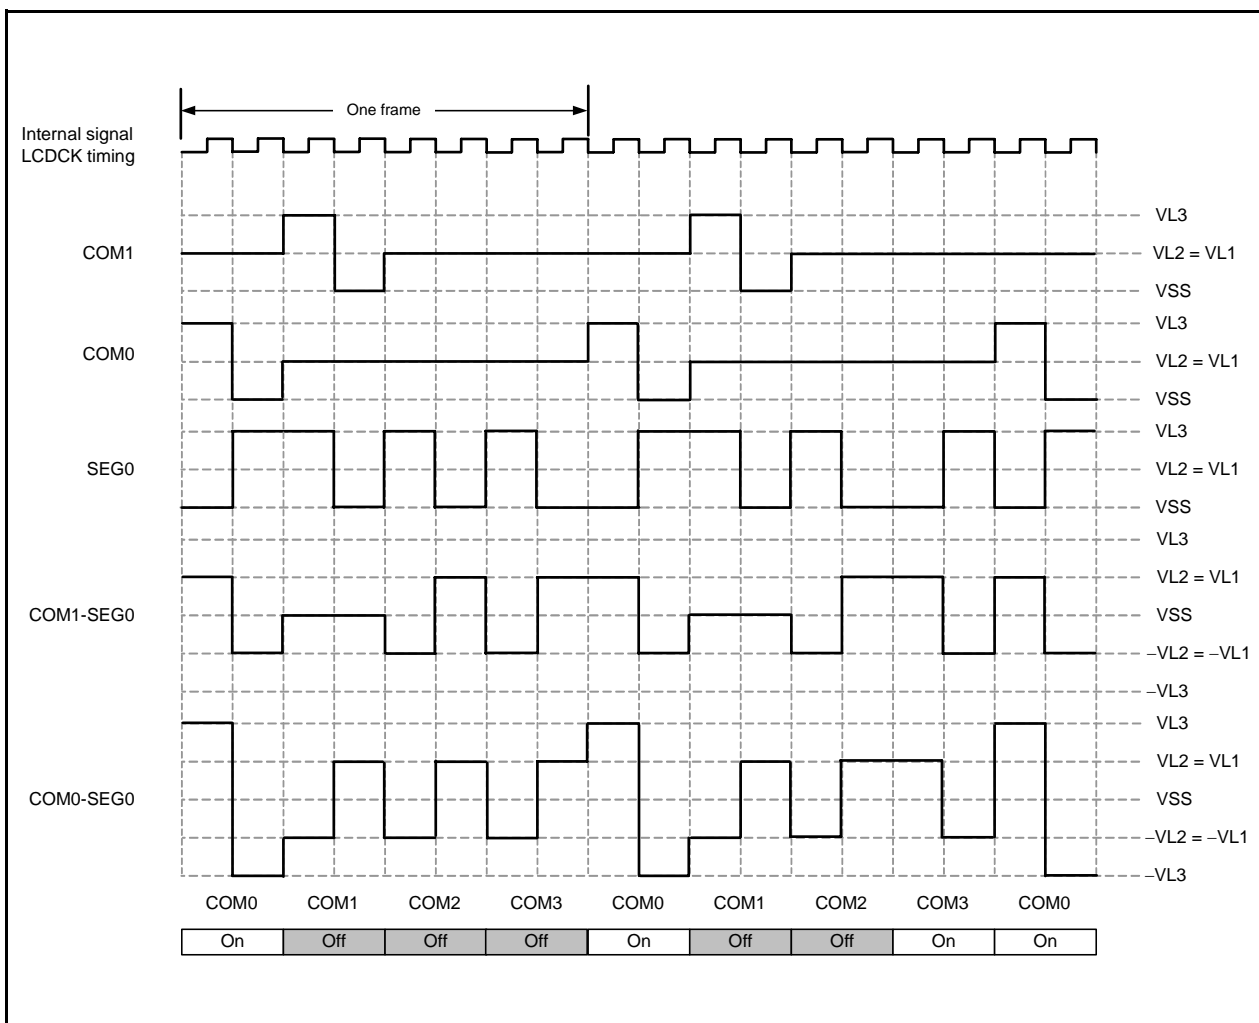 One frame
Internal signal
LCDCK timing
VL3
COM1
VL2 = VL1
VSS
VL3
COM0
VL2 = VL1
VSS
VL3
SEG0
VL2 = VL1
VSS
VL3
VL2 = VL1
COM1-SEG0
VSS
−VL2 = −VL1
−VL3
VL3
VL2 = VL1
COM0-SEG0
VSS
−VL2 = −VL1
−VL3
COM0 COM1 COM2 COM3 COM0 COM1 COM2 COM3 COM0
On Off Off Off On Off Off On On